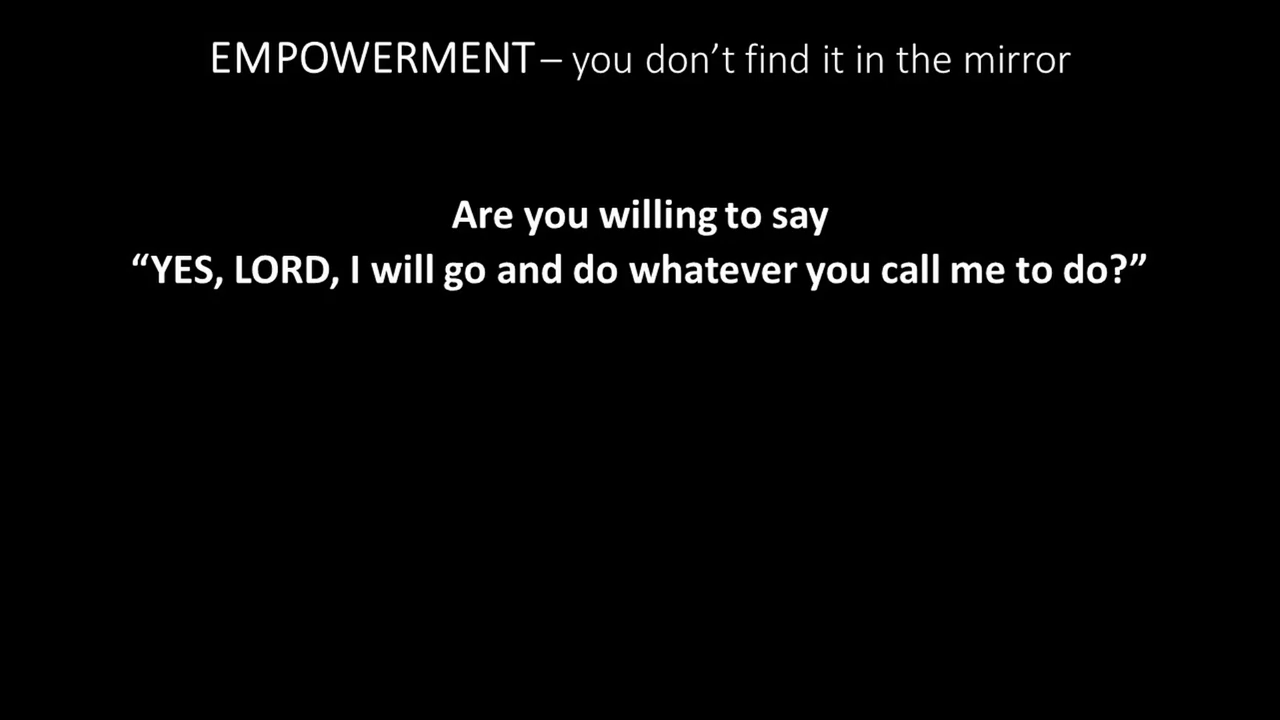 EMPOWERMENT – you don’t find it in the mirror
Are you willing to say
“YES, LORD, I will go and do whatever you call me to do?”